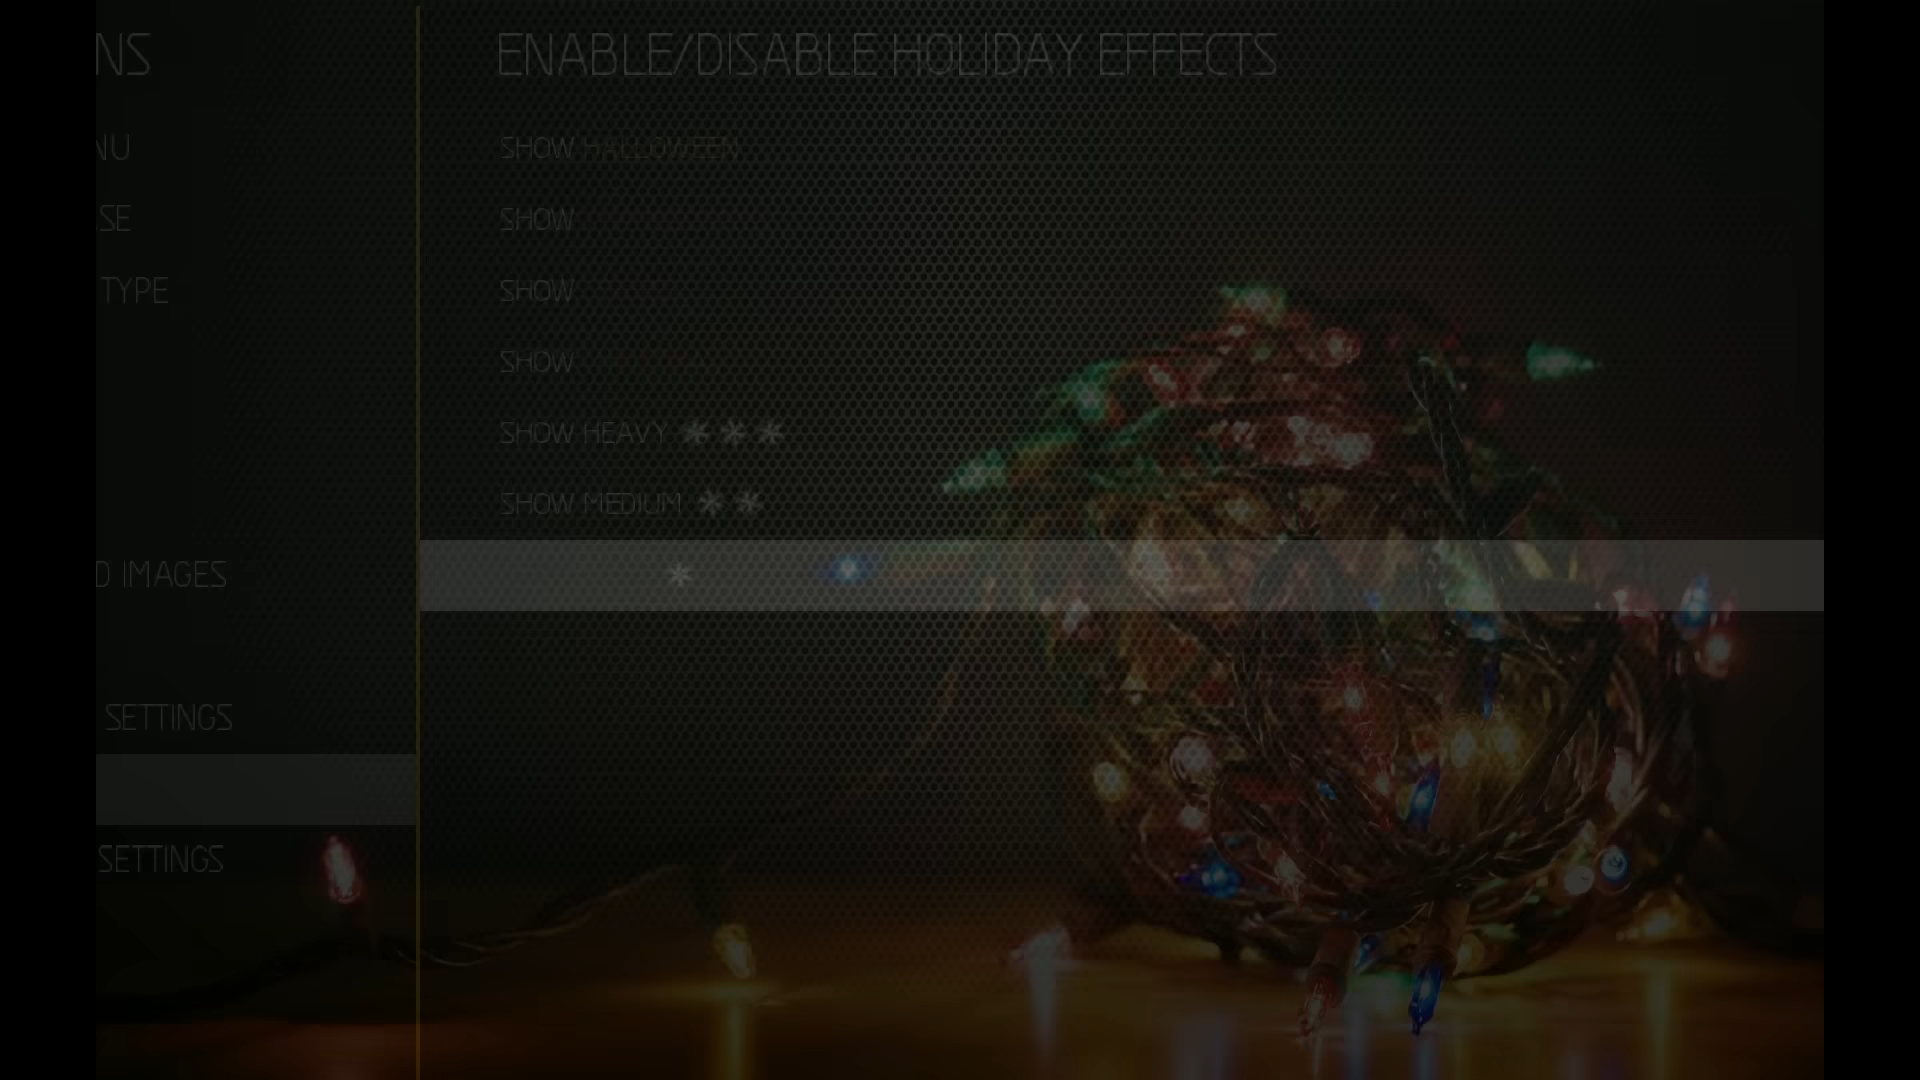 NS
ENABLE/DISABLE HOLIDAY EFFECTS
NU
SHOW HALLOWEEN
SE
SHOW
TYPE
SHOW
SHOW
SHOW HEAVY ***
SHOW MEDIUM **
D IMAGES
*
SETTINGS
SETTINGS